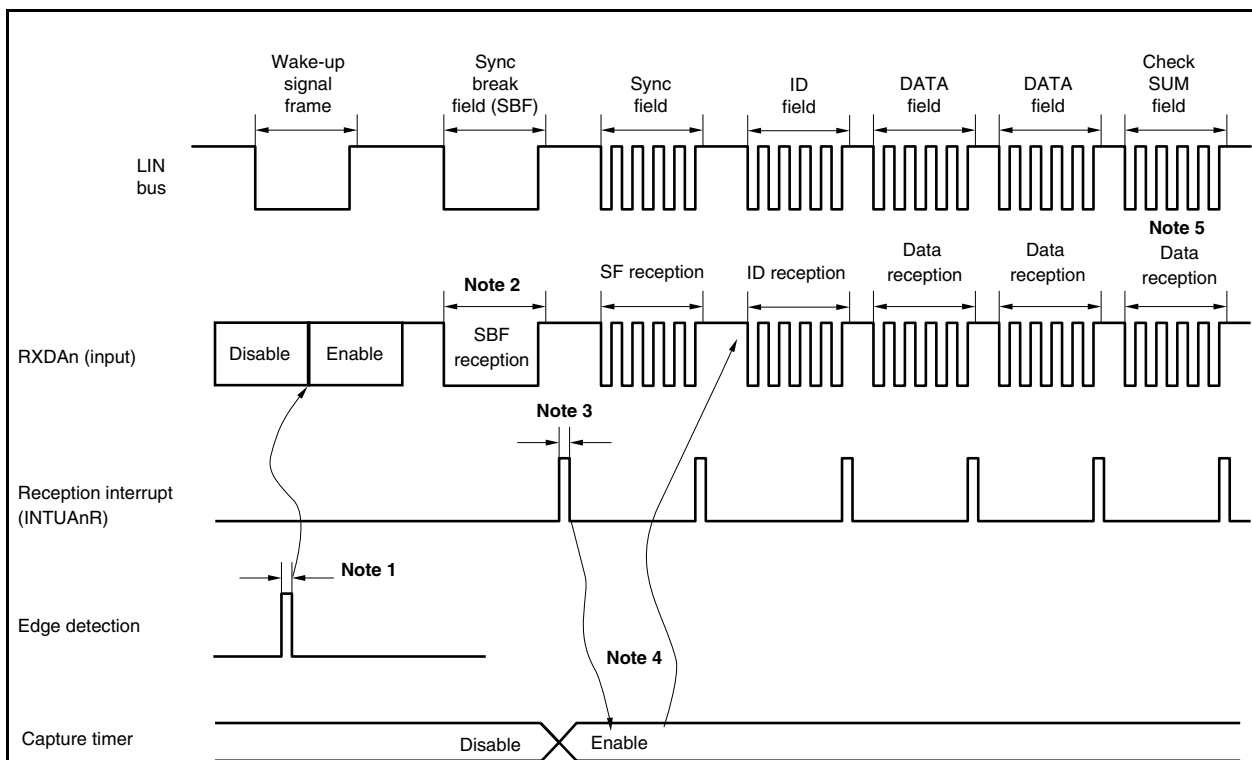 Wake-up
signal
frame
Sync
break
field (SBF)
Sync
field
ID
field
DATA
field
DATA
field
Check
SUM
field
LIN
bus
Note 5
Note 2
SF reception
ID reception
Data
reception
Data
reception
Data
reception
RXDAn (input)
Disable
Enable
SBF
reception
Note 3
Reception interrupt
(INTUAnR)
Note 1
Edge detection
Note 4
Capture timer
Disable
Enable